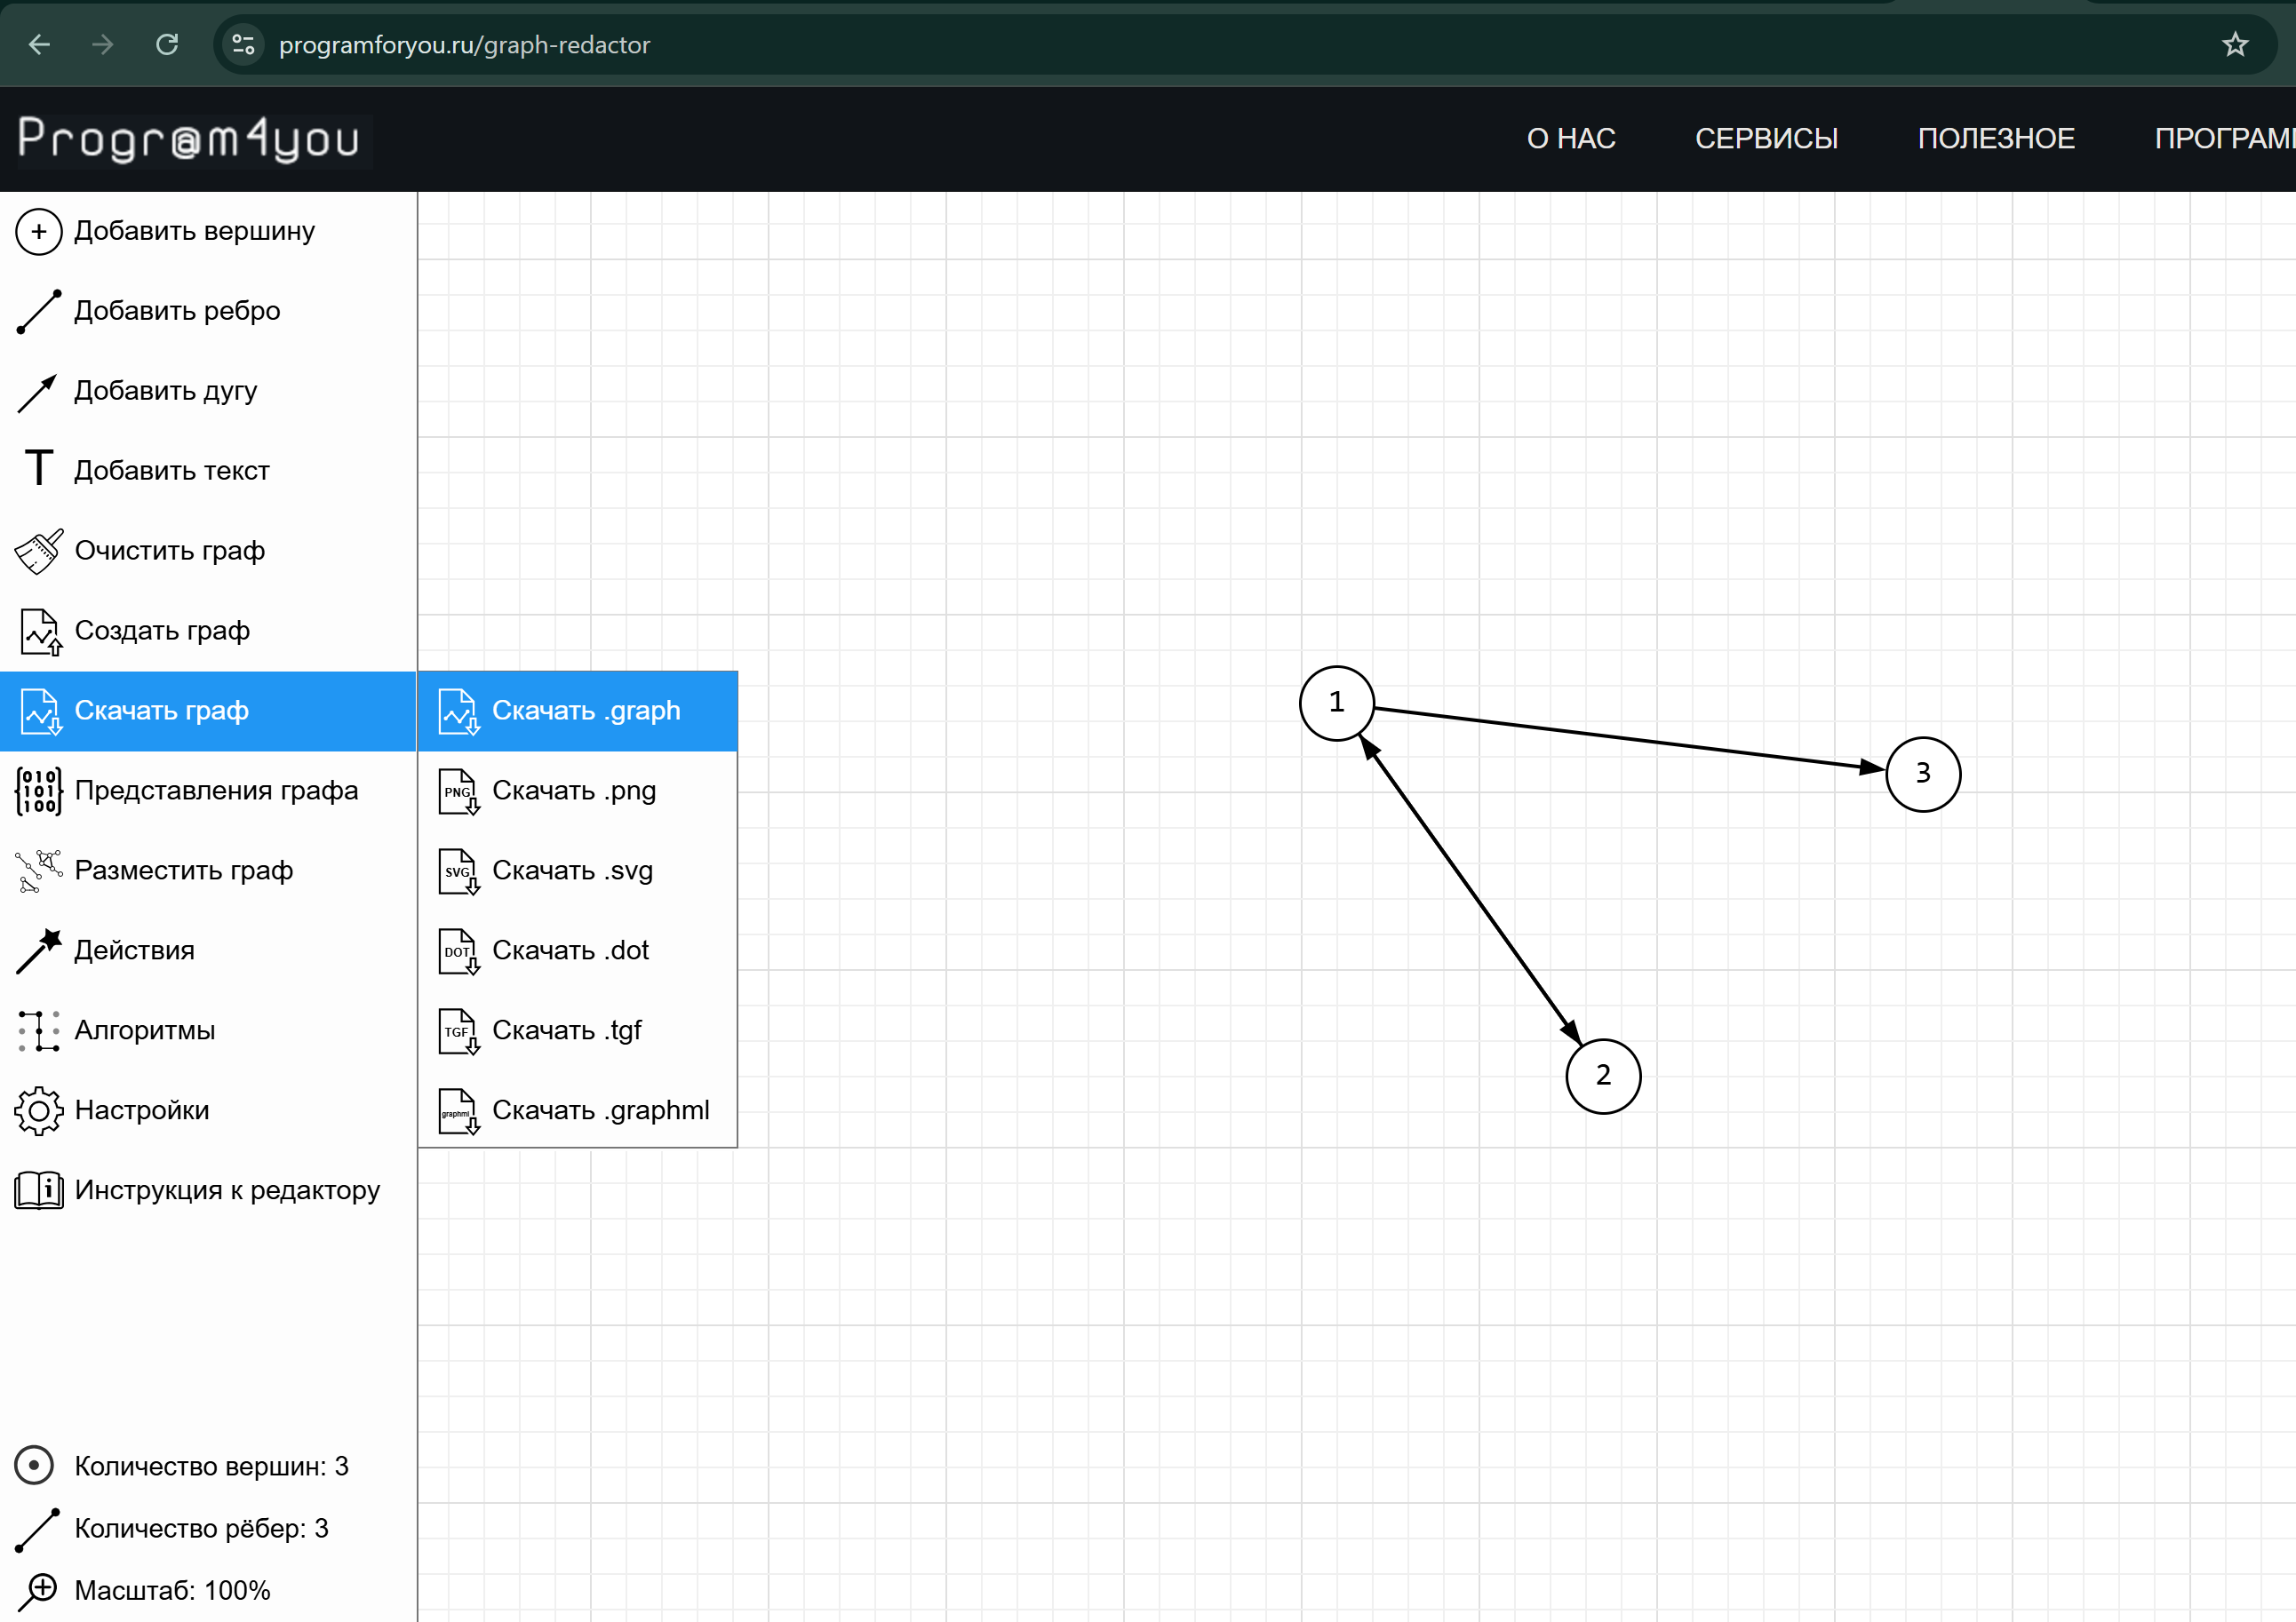 programforyou.ru/graph-redactor
Progr@m4you
О НАС
СЕРВИСЫ
ПОЛЕЗНОЕ
Добавить вершину
Добавить ребро
Добавить дугу
T
Добавить текст
Очистить граф
Создать граф
Скачать граф
010
101
100
Представления графа
Разместить граф
Действия
Алгоритмы
Настройки
i
Инструкция к редактору
Скачать .graph
PNG
Скачать .png
SVG
Скачать .svg
DOT
Скачать .dot
TGF
Скачать .tgf
graphml
Скачать .graphml
1
3
2
Количество вершин: 3
Количество рёбер: 3
Масштаб: 100%